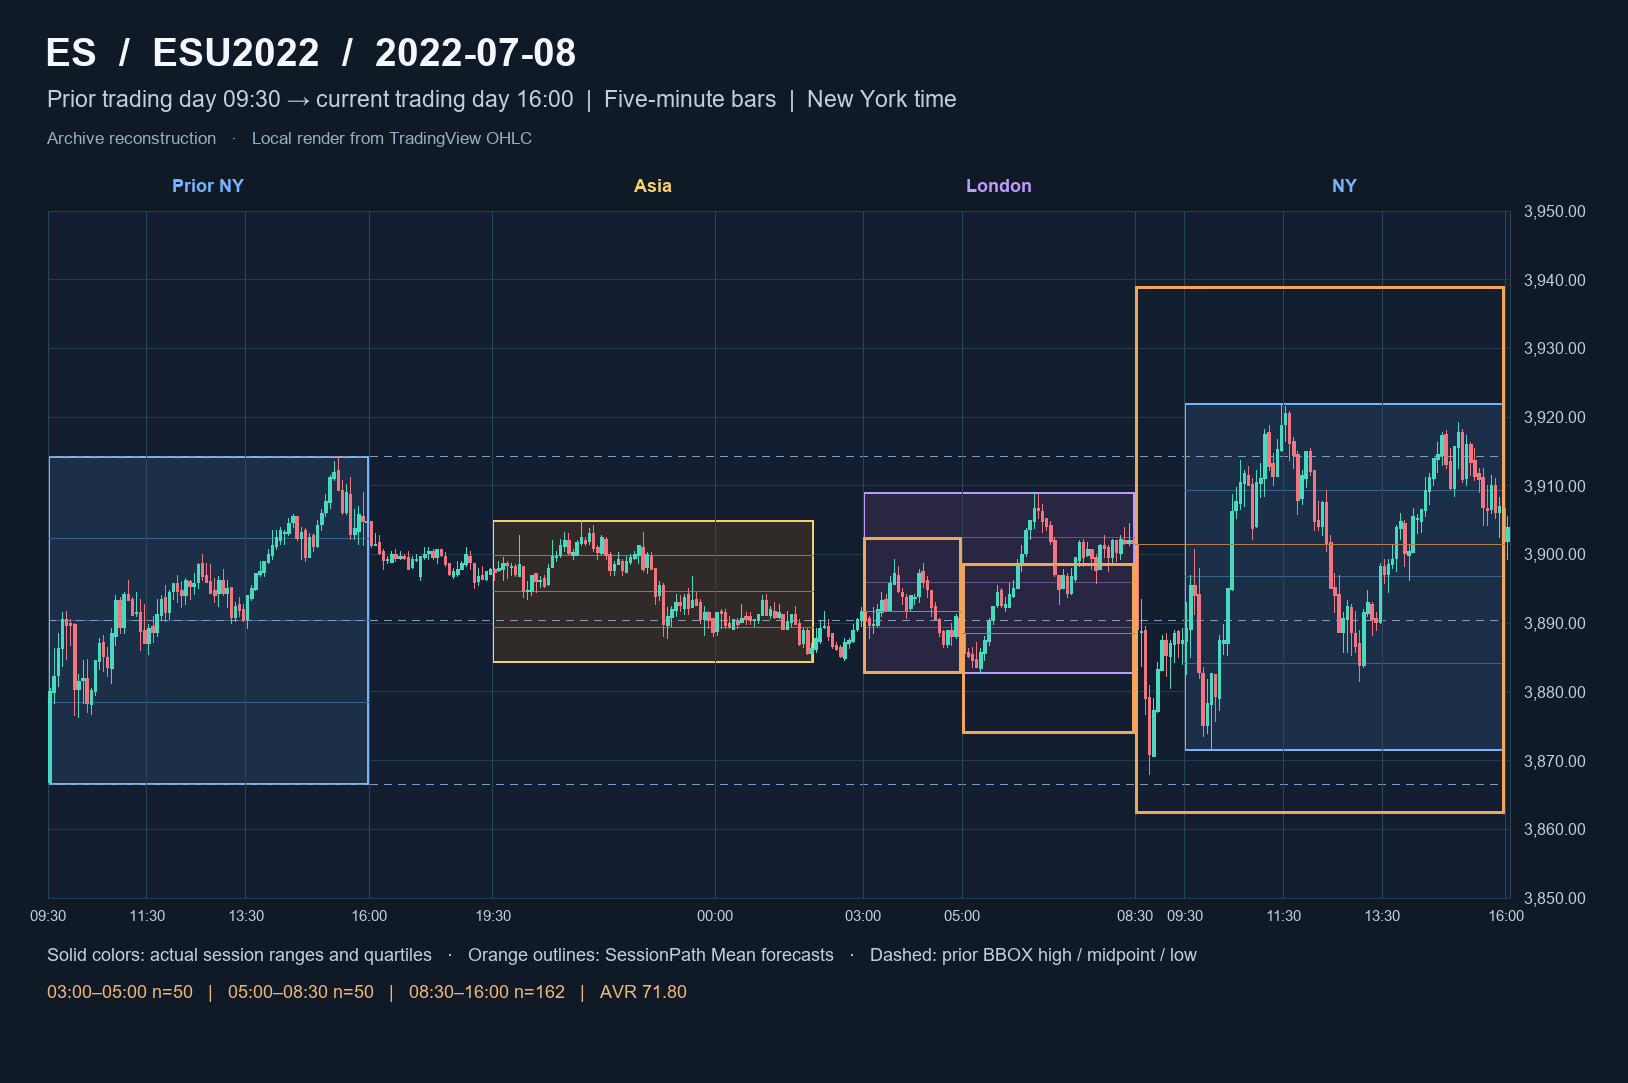 ES / ESU2022 / 2022-07-08
Prior trading day 09:30 → current trading day 16:00 | Five-minute bars | New York time
Archive reconstruction · Local render from TradingView OHLC
Prior NY Asia London NY
3,950.00
3,940.00
3,930.00
3,920.00
3,910.00
3,900.00
3,890.00
3,880.00
3,870.00
3,860.00
3,850.00
09:30 11:30 13:30 16:00 19:30 00:00 03:00 05:00 08:30 09:30 11:30 13:30 16:00
Solid colors: actual session ranges and quartiles · Orange outlines: SessionPath Mean forecasts · Dashed: prior BBOX high / midpoint / low
03:00–05:00 n=50 | 05:00–08:30 n=50 | 08:30–16:00 n=162 | AVR 71.80